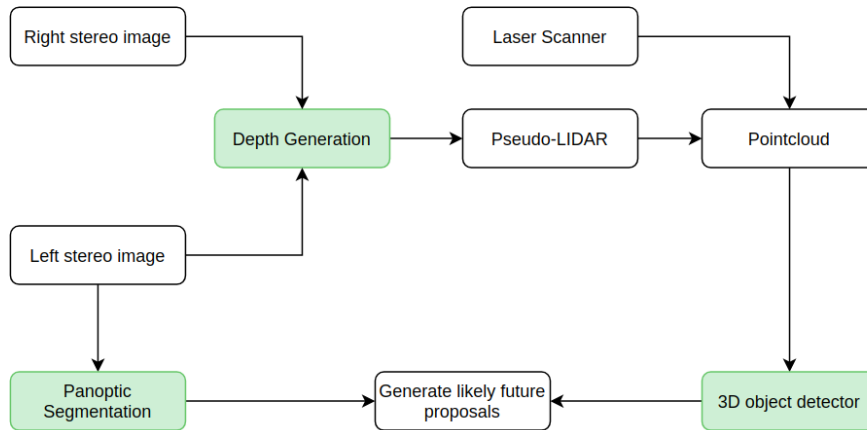 Right stereo image
Laser Scanner
Depth Generation
Pseudo-LIDAR
Pointcloud
Left stereo image
Panoptic
Segmentation
Generate likely future
proposals
3D object detector